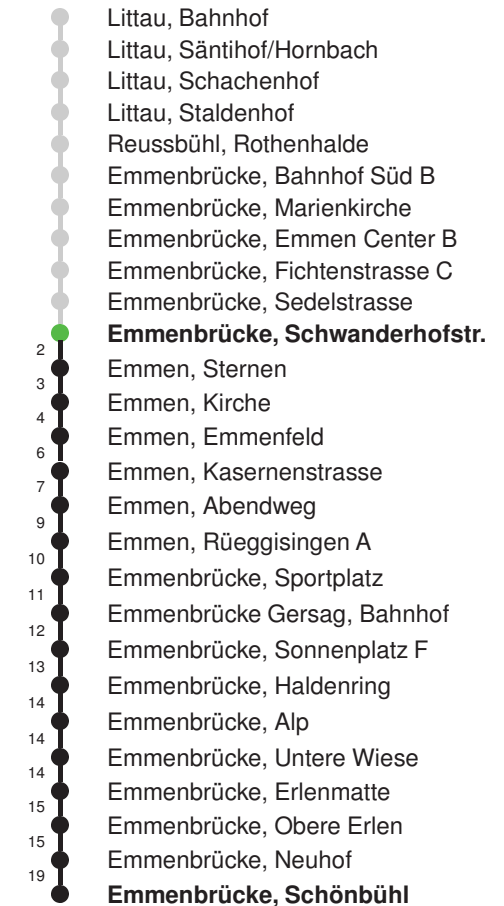 Littau, Bahnhof
Littau, Säntihof/Hornbach
Littau, Schachenhof
Littau, Staldenhof
Reussbühl, Rothenhalde
Emmenbrücke, Bahnhof Süd B
Emmenbrücke, Marienkirche
Emmenbrücke, Emmen Center B
Emmenbrücke, Fichtenstrasse C
Emmenbrücke, Sedelstrasse
Emmenbrücke, Schwanderhofstr.
2
Emmen, Sternen
3
Emmen, Kirche
4
Emmen, Emmenfeld
6
Emmen, Kasernenstrasse
7
Emmen, Abendweg
9
Emmen, Rüeggisingen A
10
Emmenbrücke, Sportplatz
11
Emmenbrücke Gersag, Bahnhof
12
Emmenbrücke, Sonnenplatz F
13
Emmenbrücke, Haldenring
14
Emmenbrücke, Alp
14
Emmenbrücke, Untere Wiese
14
Emmenbrücke, Erlenmatte
15
Emmenbrücke, Obere Erlen
15
Emmenbrücke, Neuhof
19
Emmenbrücke, Schönbühl